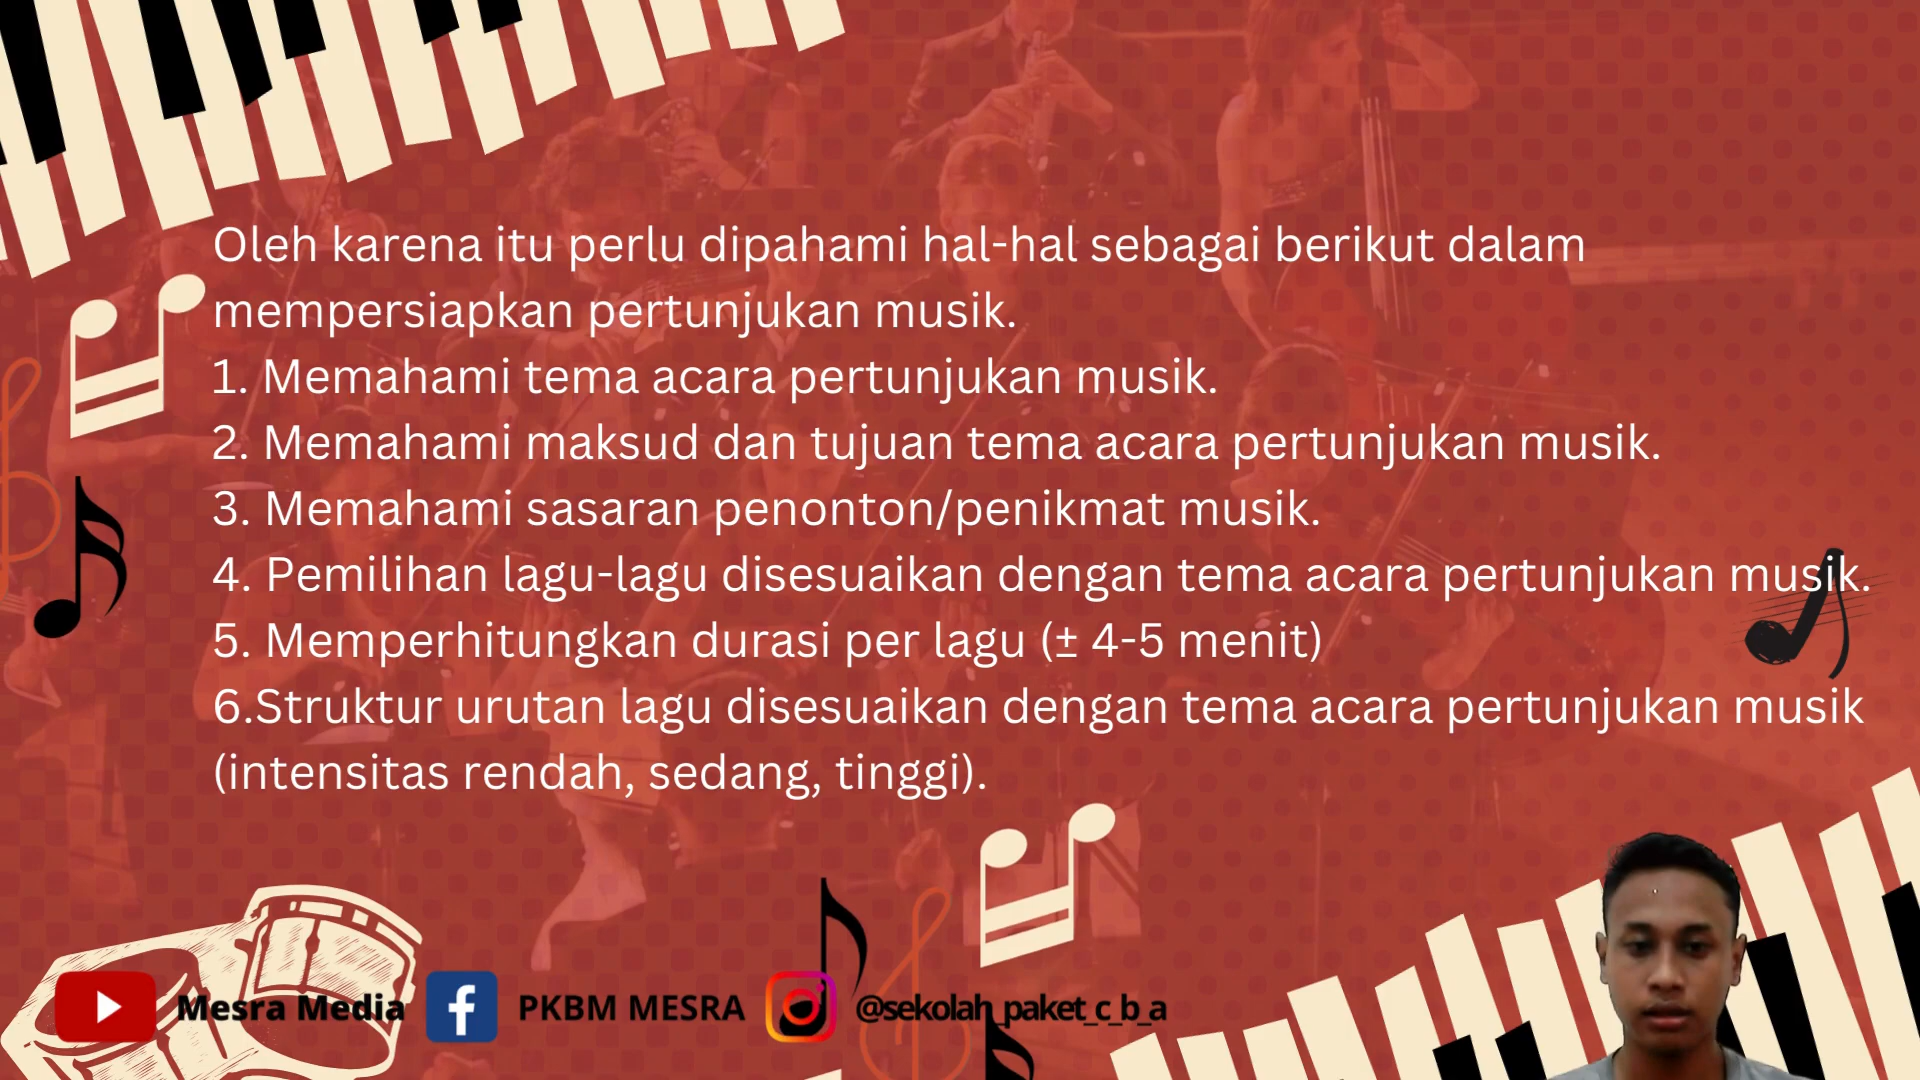 Oleh karena itu perlu dipahami hal-hal sebagai berikut dalam
mempersiapkan pertunjukan musik.
1. Memahami tema acara pertunjukan musik.
2. Memahami maksud dan tujuan tema acara pertunjukan musik.
3. Memahami sasaran penonton/penikmat musik.
4. Pemilihan lagu-lagu disesuaikan dengan tema acara pertunjukan musik.
5. Memperhitungkan durasi per lagu (± 4-5 menit)
6.Struktur urutan lagu disesuaikan dengan tema acara pertunjukan musik
(intensitas rendah, sedang, tinggi).
Mesra Media PKBM MESRA @sekolah_paket_c_b_a